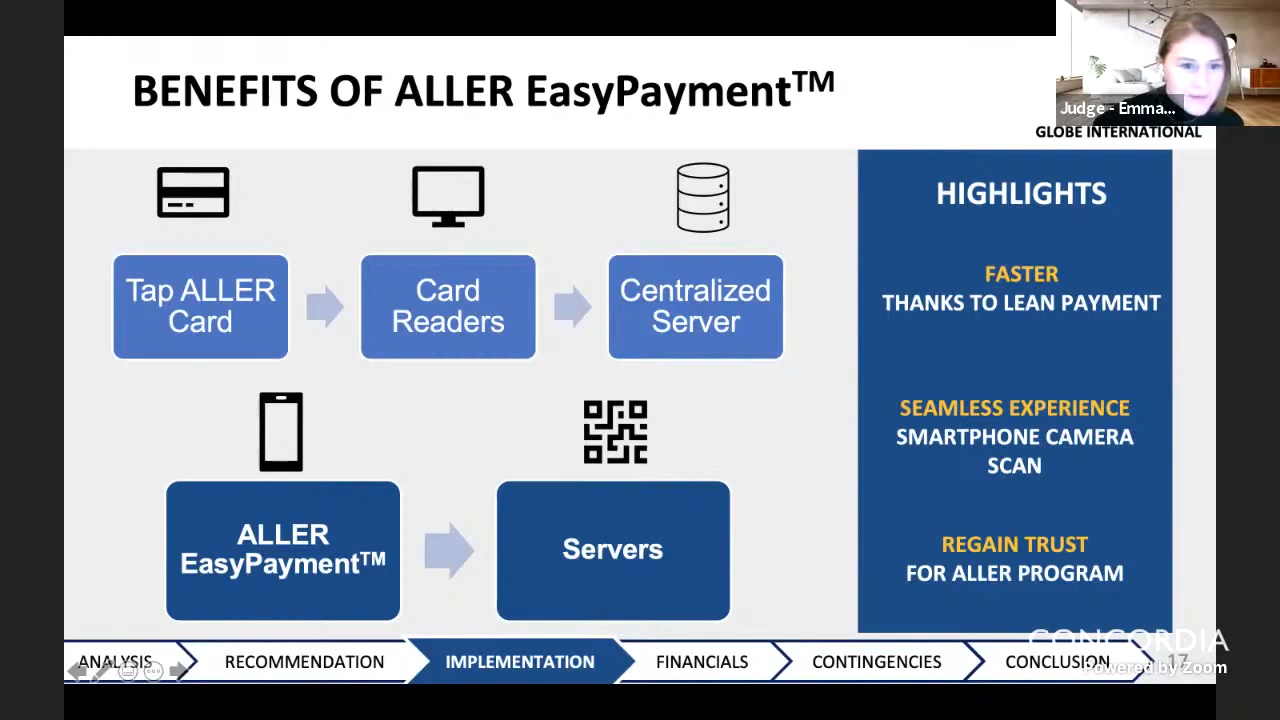 BENEFITS OF ALLER EasyPayment™
Judge - Emma...
GLOBE INTERNATIONAL
Tap ALLER
Card
Card
Readers
Centralized
Server
ALLER
EasyPayment™
Servers
HIGHLIGHTS
FASTER
THANKS TO LEAN PAYMENT
SEAMLESS EXPERIENCE
SMARTPHONE CAMERA
SCAN
REGAIN TRUST
FOR ALLER PROGRAM
ANALYSIS
RECOMMENDATION
IMPLEMENTATION
FINANCIALS
CONTINGENCIES
CONCLUSION
17
CONCORDIA
Powered by Zoom